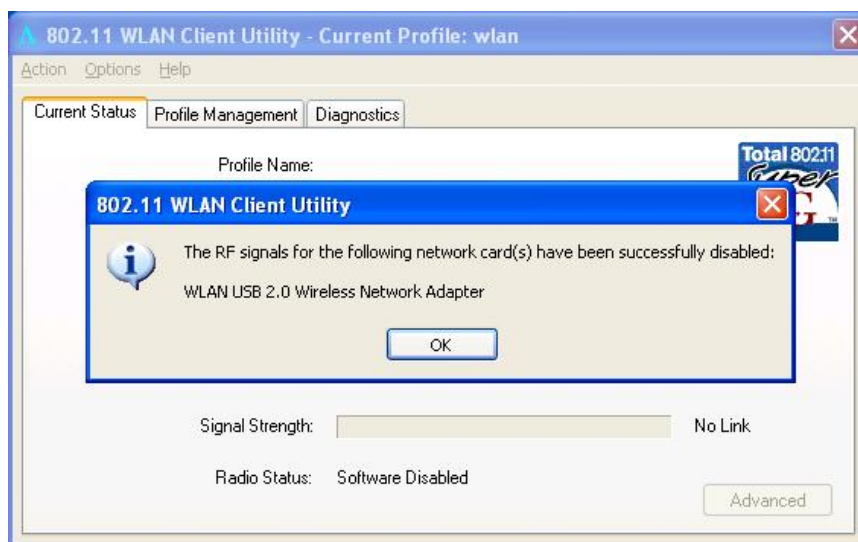 802.11 WLAN Client Utility - Current Profile: wlan
Action Options Help
Current Status Profile Management Diagnostics
Profile Name:
Total 802.11
Super
G
802.11 WLAN Client Utility
The RF signals for the following network card(s) have been successfully disabled:
WLAN USB 2.0 Wireless Network Adapter
OK
Signal Strength: No Link
Radio Status: Software Disabled
Advanced